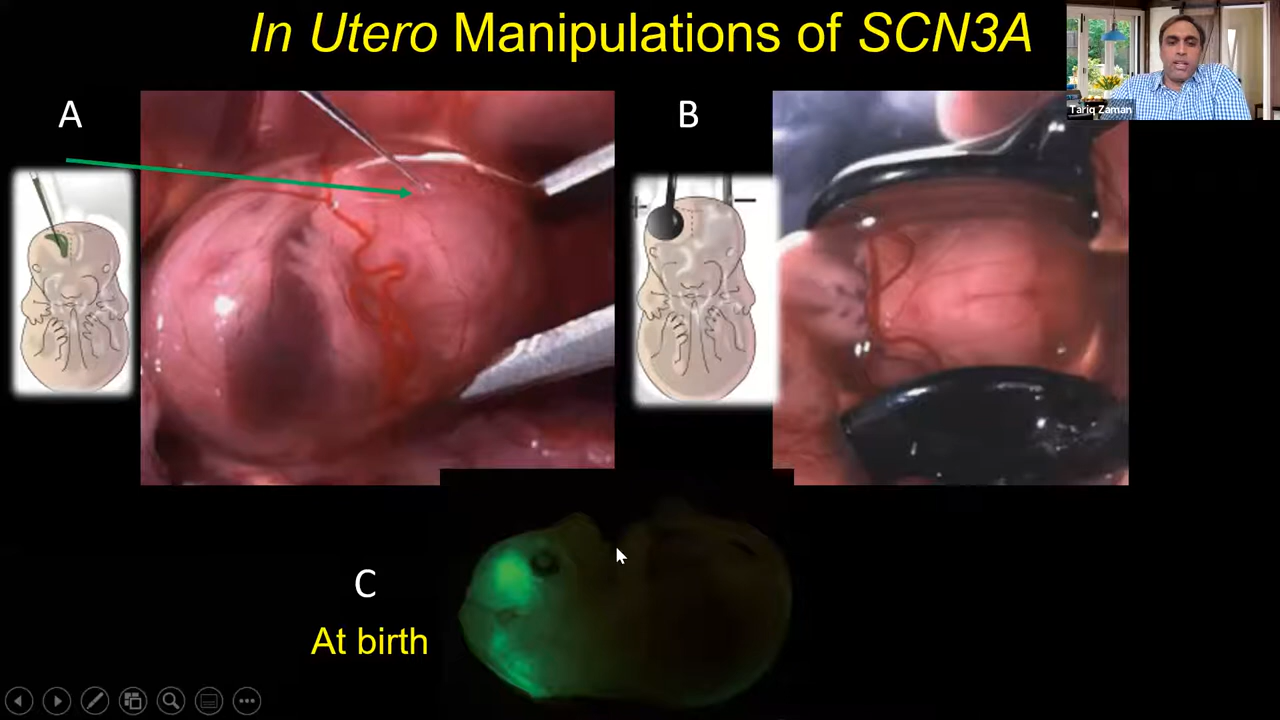 In Utero Manipulations of SCN3A
A
B
Tariq Zaman
C
At birth